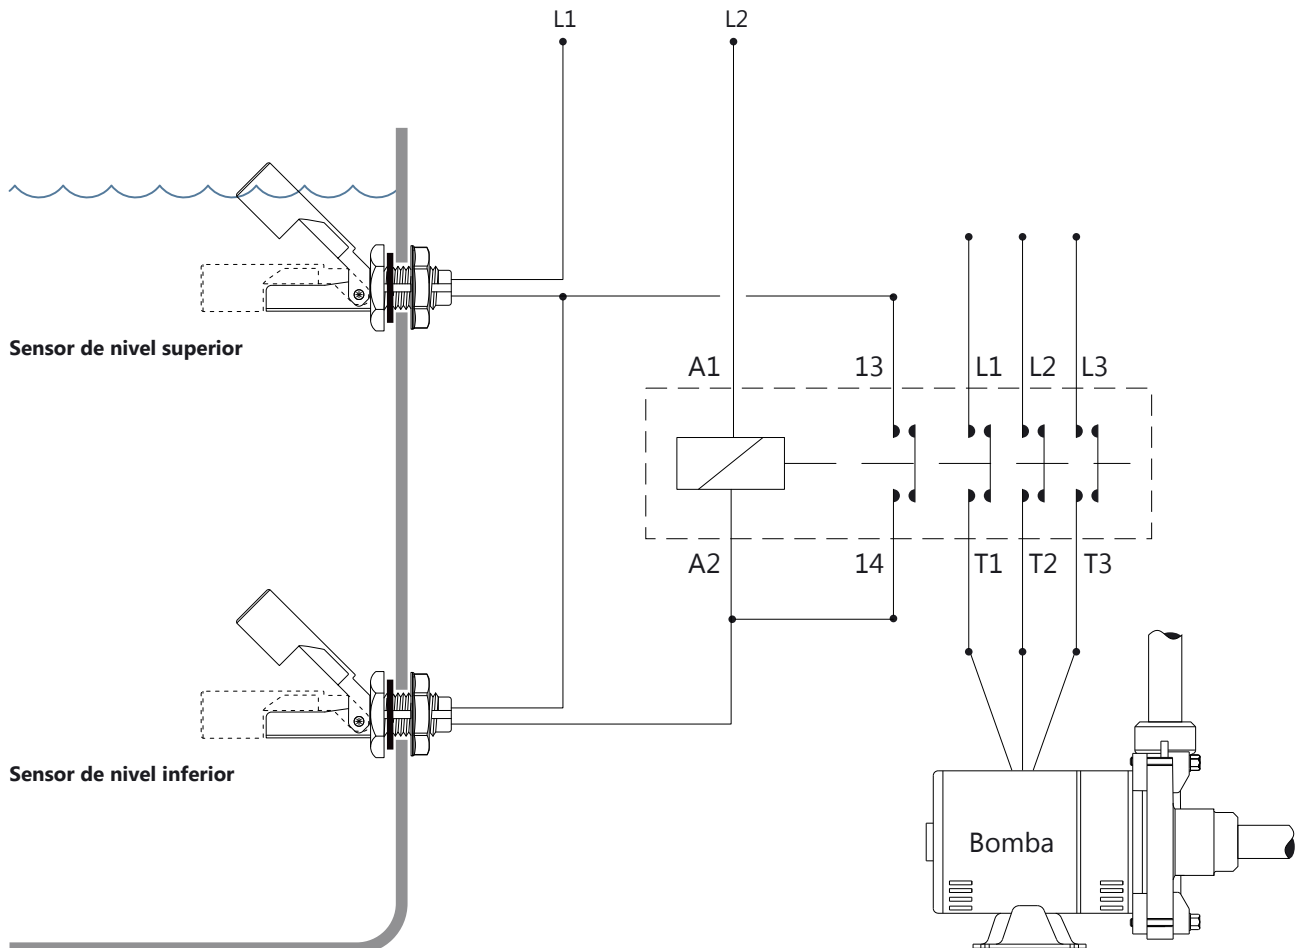 L1
L2
Sensor de nivel superior
A1
13
L1
L2
L3
A2
14
T1
T2
T3
Sensor de nivel inferior
Bomba